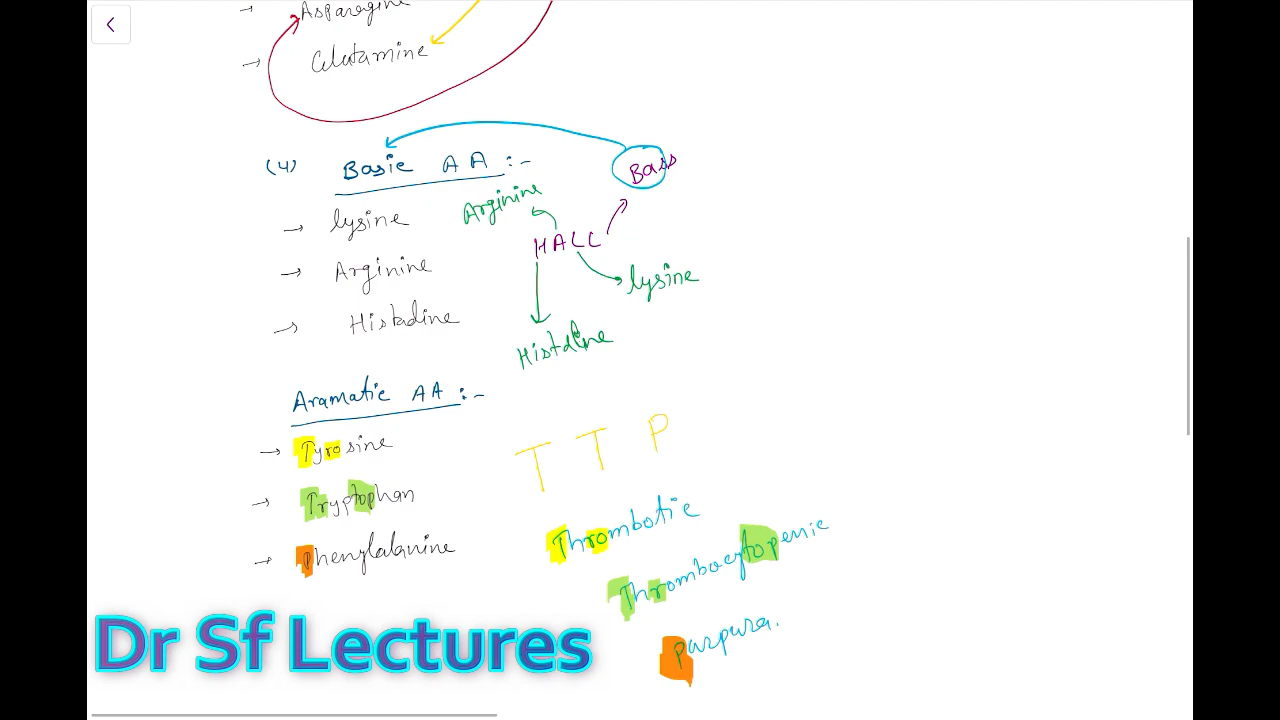 → Asparagine
→ Glutamine
(4) Basic AA :-
Bass
→ lysine
Arginine
HALL
→ Arginine
lysine
→ Histadine
Histdine
Aramatic AA :-
→ Tyrosine
T T P
→ Tryptophan
Thrombotic
→ Phenylalanine
Thrombocytopenic
Purpura.
Dr Sf Lectures